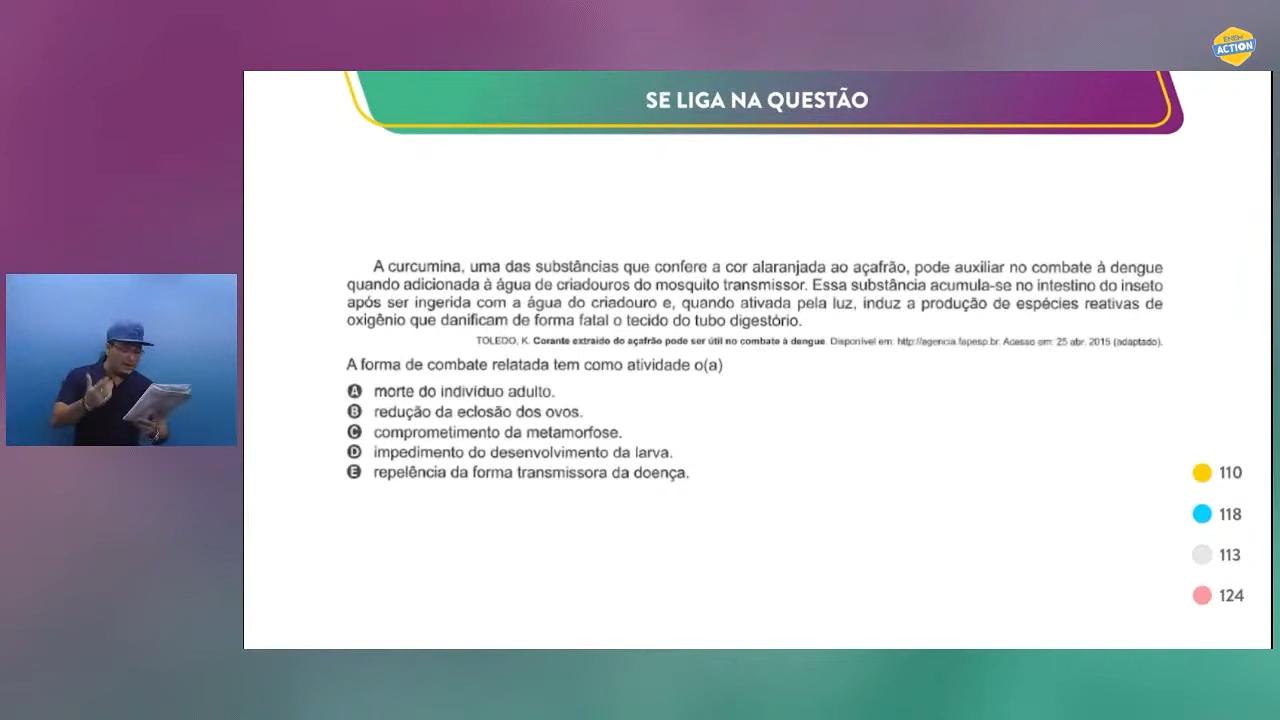 ENEM
ACTION
SE LIGA NA QUESTÃO
A curcumina, uma das substâncias que confere a cor alaranjada ao açafrão, pode auxiliar no combate à dengue
quando adicionada à água de criadouros do mosquito transmissor. Essa substância acumula-se no intestino do inseto
após ser ingerida com a água do criadouro e, quando ativada pela luz, induz a produção de espécies reativas de
oxigênio que danificam de forma fatal o tecido do tubo digestório.
TOLEDO, K. Corante extraído do açafrão pode ser útil no combate à dengue. Disponível em: http://agencia.fapesp.br. Acesso em: 25 abr. 2015 (adaptado).
A forma de combate relatada tem como atividade o(a)
A morte do indivíduo adulto.
B redução da eclosão dos ovos.
C comprometimento da metamorfose.
D impedimento do desenvolvimento da larva.
E repelência da forma transmissora da doença.
110
118
113
124